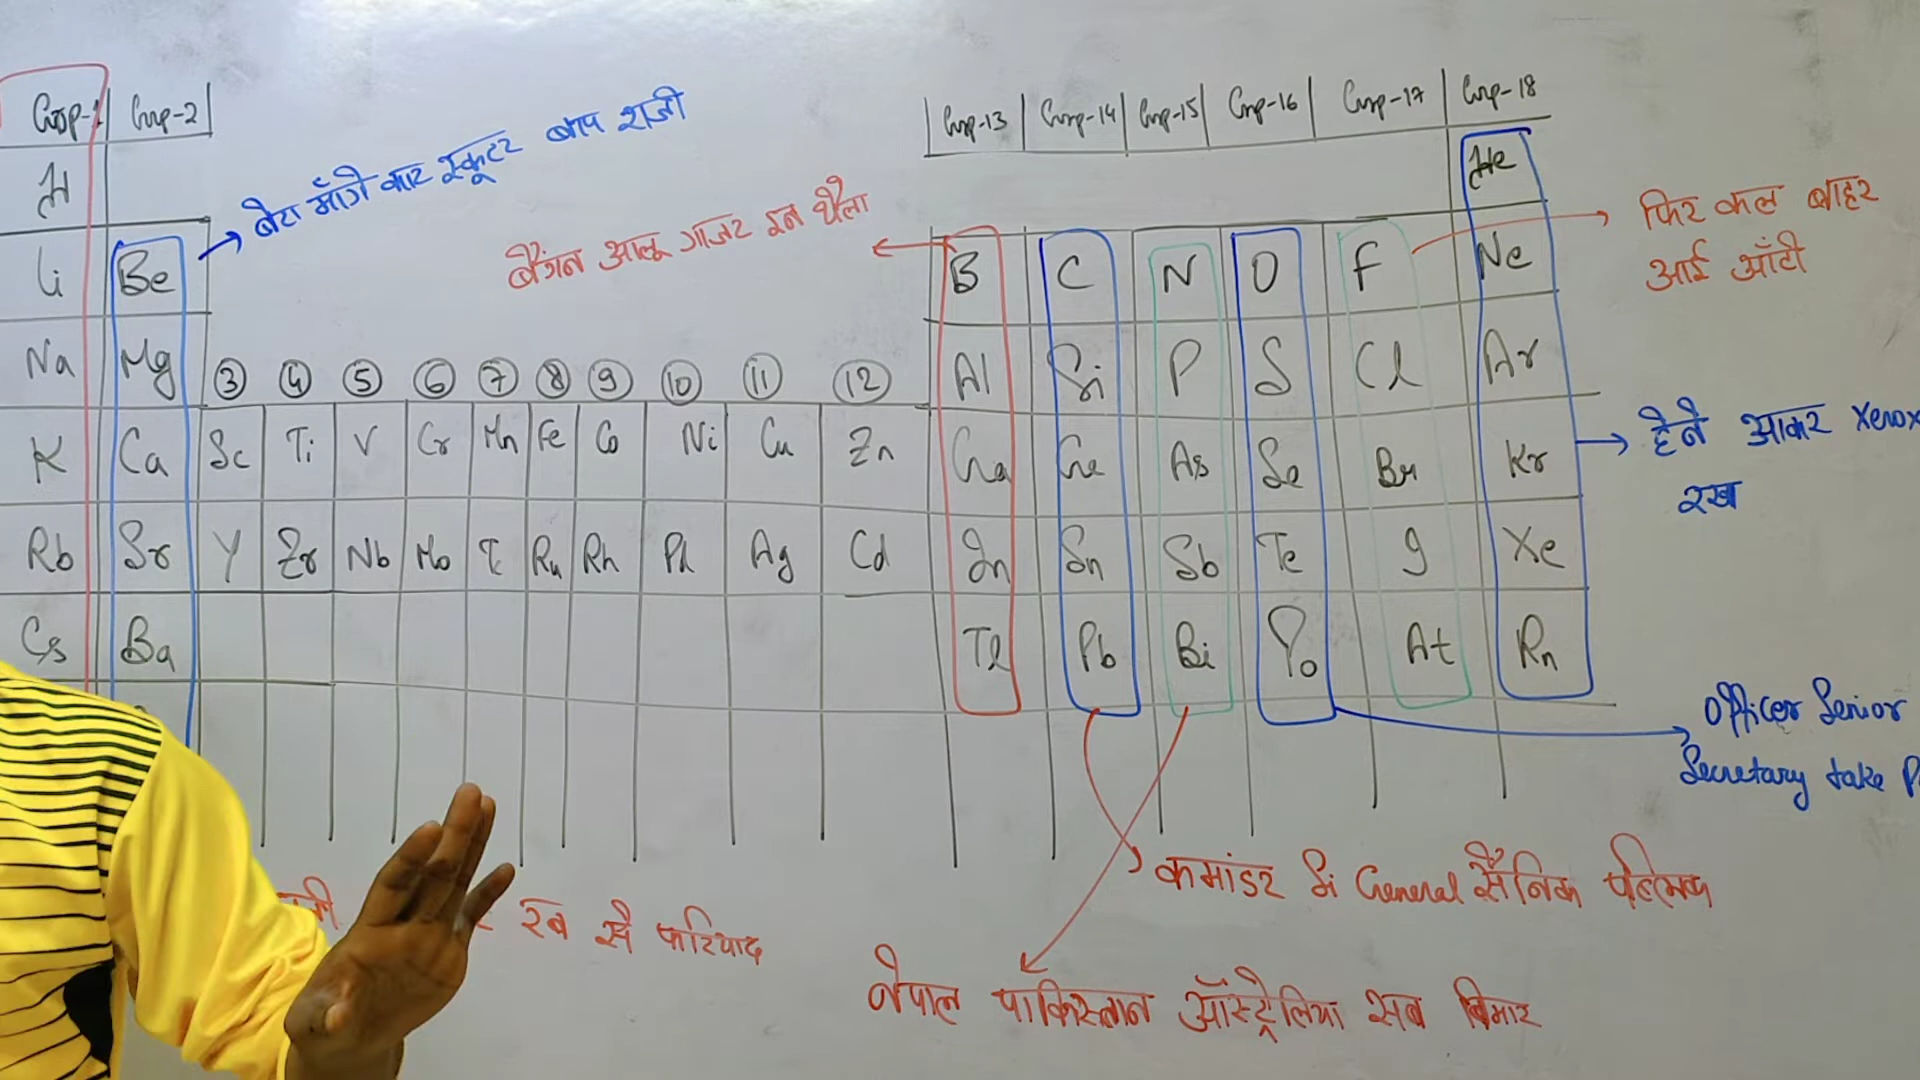 Grp-1 Grp-2
Grp-13 Grp-14 Grp-15 Grp-16 Grp-17 Grp-18
H He
बेटा माँगे कार स्कूटर बाप राजी
बैंगन आलू गाजर इन थैला
फिर कल बाहर
आई आँटी
Li Be B C N O F Ne
Na Mg 3 4 5 6 7 8 9 10 11 12 Al Si P S Cl Ar
K Ca Sc Ti V Cr Mn Fe Co Ni Cu Zn Ga Ge As Se Br Kr
हैने आकर Xerox
रख
Rb Sr Y Zr Nb Mo Tc Ru Rh Pd Ag Cd In Sn Sb Te I Xe
Cs Ba Tl Pb Bi Po At Rn
Officer Senior
Secretary take
कमांडर Si General सैनिक
रब से फरियाद
नेपाल पाकिस्तान ऑस्ट्रेलिया सब बिमार